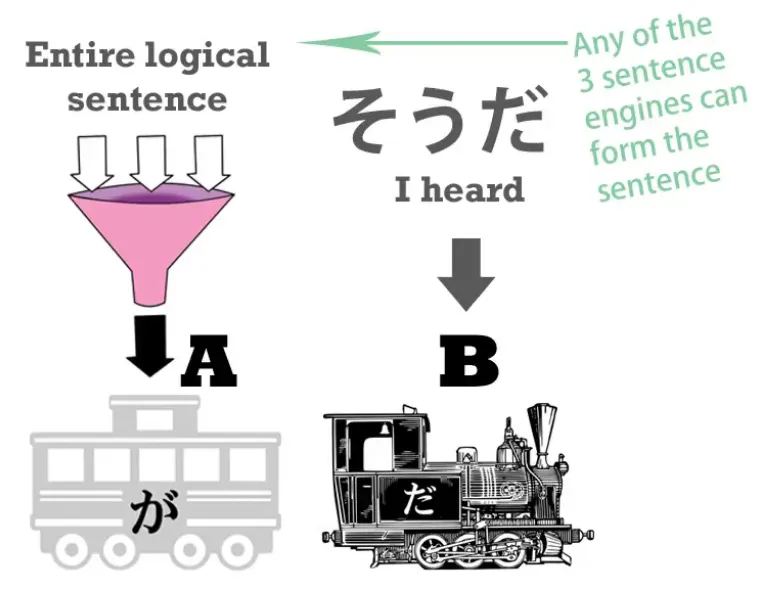 Entire logical
sentence
そうだ
I heard
Any of the
3 sentence
engines can
form the
sentence
A
B
が
だ